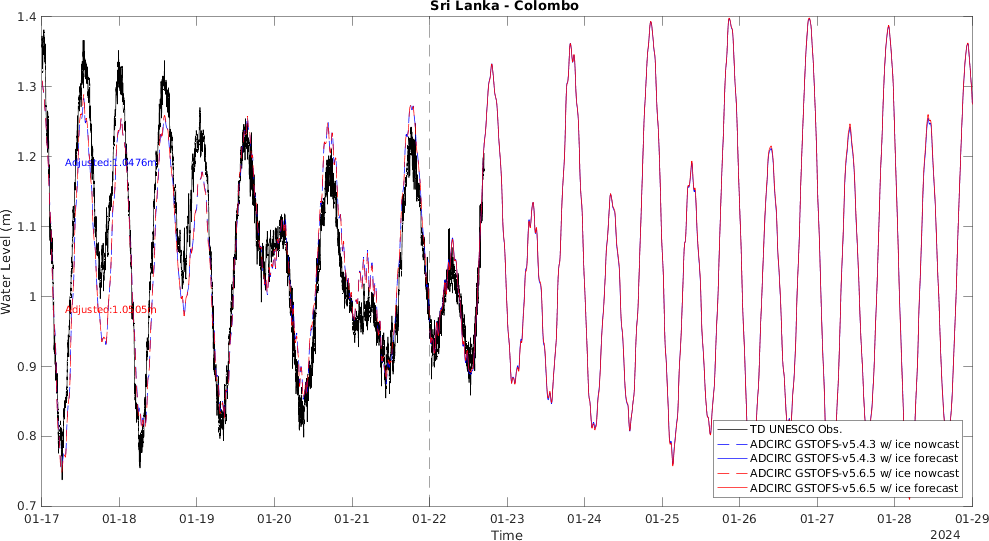 Sri Lanka - Colombo
Water Level (m)
1.4
1.3
1.2
1.1
1
0.9
0.8
0.7
Adjusted:1.0476m
Adjusted:1.0505m
TD UNESCO Obs.
ADCIRC GSTOFS-v5.4.3 w/ ice nowcast
ADCIRC GSTOFS-v5.4.3 w/ ice forecast
ADCIRC GSTOFS-v5.6.5 w/ ice nowcast
ADCIRC GSTOFS-v5.6.5 w/ ice forecast
01-17 01-18 01-19 01-20 01-21 01-22 01-23 01-24 01-25 01-26 01-27 01-28 01-29
Time
2024